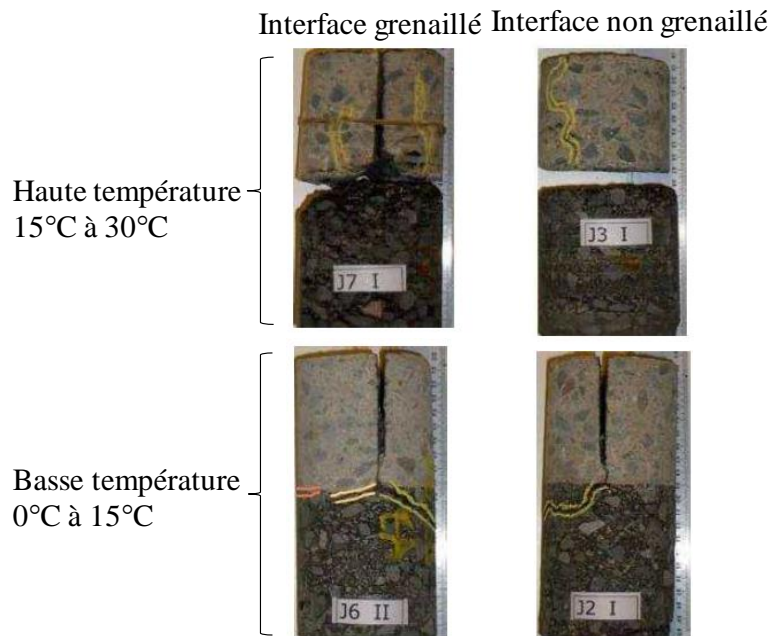 Interface grenaillé Interface non grenaillé
Haute température
15°C à 30°C
J7 I
J3 I
Basse température
0°C à 15°C
J6 II
J2 I